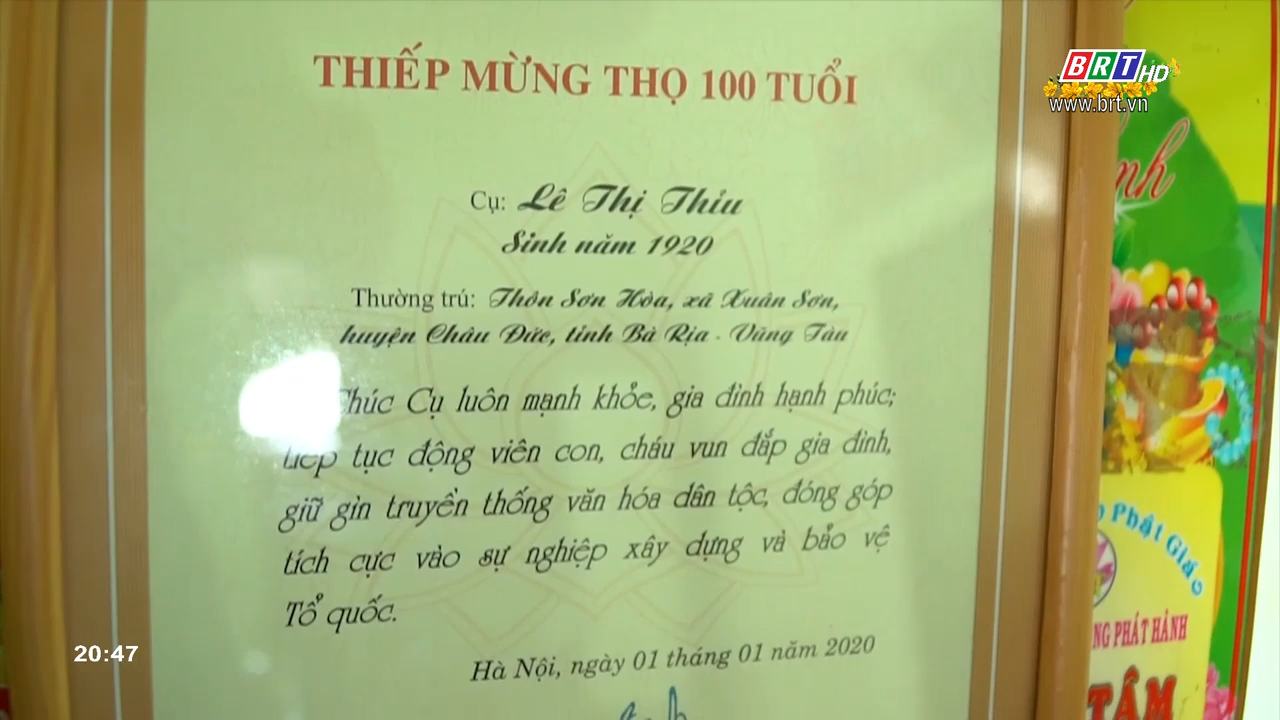 THIẾP MỪNG THỌ 100 TUỔI
BRT HD
www.brt.vn
Cụ: Lê Thị Thỉu
Sinh năm 1920
Thường trú: Thôn Sơn Hòa, xã Xuân Sơn,
huyện Châu Đức, tỉnh Bà Rịa - Vũng Tàu
Chúc Cụ luôn mạnh khỏe, gia đình hạnh phúc;
tiếp tục động viên con, cháu vun đắp gia đình,
giữ gìn truyền thống văn hóa dân tộc, đóng góp
tích cực vào sự nghiệp xây dựng và bảo vệ
Tổ quốc.
Hà Nội, ngày 01 tháng 01 năm 2020
20:47
Phật Giáo
PHÁT HÀNH
TÂM